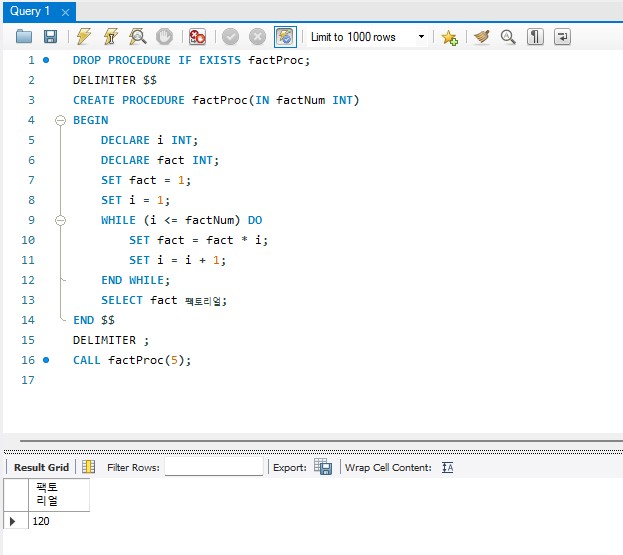 Query 1
Limit to 1000 rows
1 DROP PROCEDURE IF EXISTS factProc;
2 DELIMITER $$
3 CREATE PROCEDURE factProc(IN factNum INT)
4 BEGIN
5 DECLARE i INT;
6 DECLARE fact INT;
7 SET fact = 1;
8 SET i = 1;
9 WHILE (i <= factNum) DO
10 SET fact = fact * i;
11 SET i = i + 1;
12 END WHILE;
13 SELECT fact 팩토리얼;
14 END $$
15 DELIMITER ;
16 CALL factProc(5);
17
Result Grid Filter Rows: Export: Wrap Cell Content:
팩토
리얼
120